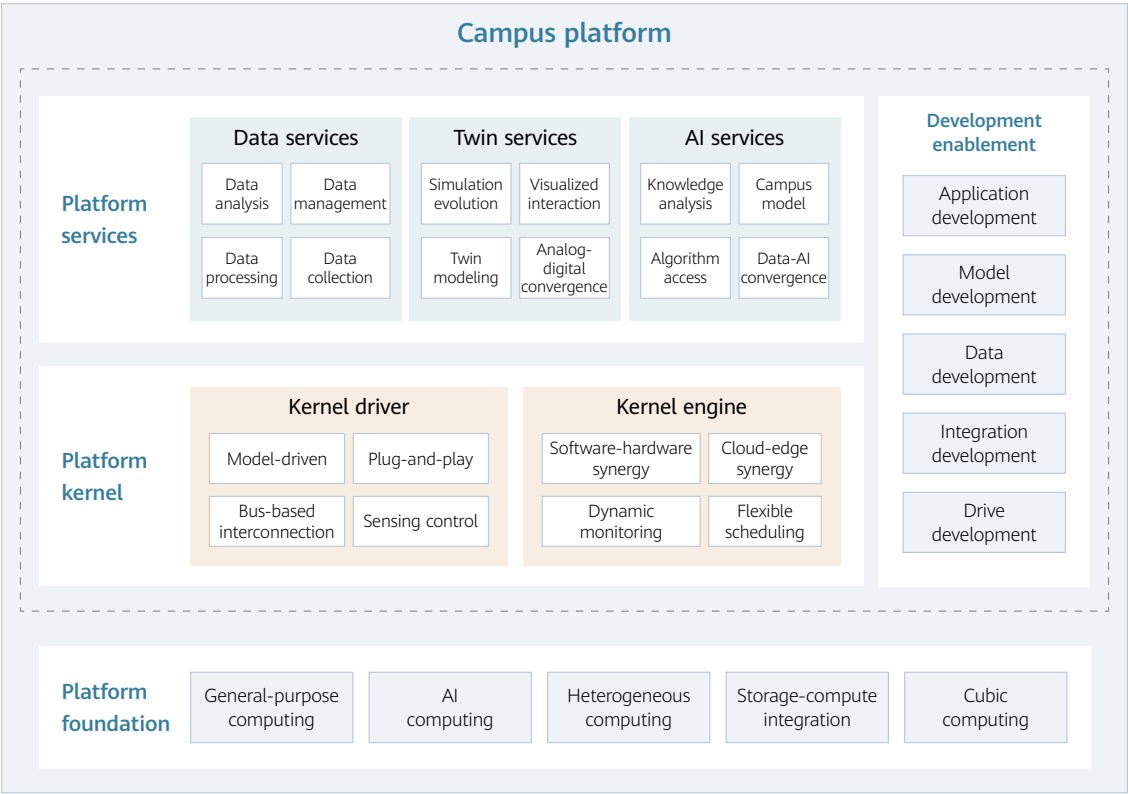 Campus platform
Platform
services
Data services
Data
analysis
Data
management
Data
processing
Data
collection
Twin services
Simulation
evolution
Visualized
interaction
Twin
modeling
Analog-
digital
convergence
AI services
Knowledge
analysis
Campus
model
Algorithm
access
Data-AI
convergence
Platform
kernel
Kernel driver
Model-driven
Plug-and-play
Bus-based
interconnection
Sensing control
Kernel engine
Software-hardware
synergy
Cloud-edge
synergy
Dynamic
monitoring
Flexible
scheduling
Development
enablement
Application
development
Model
development
Data
development
Integration
development
Drive
development
Platform
foundation
General-purpose
computing
AI
computing
Heterogeneous
computing
Storage-compute
integration
Cubic
computing